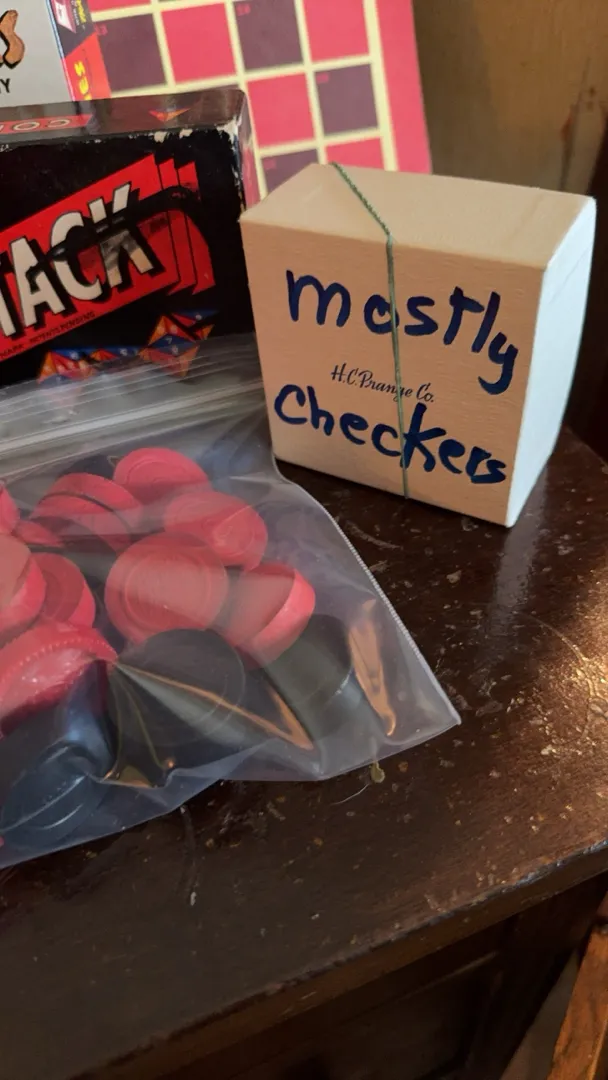 TACK
mostly
H.C. Prange Co.
Checkers